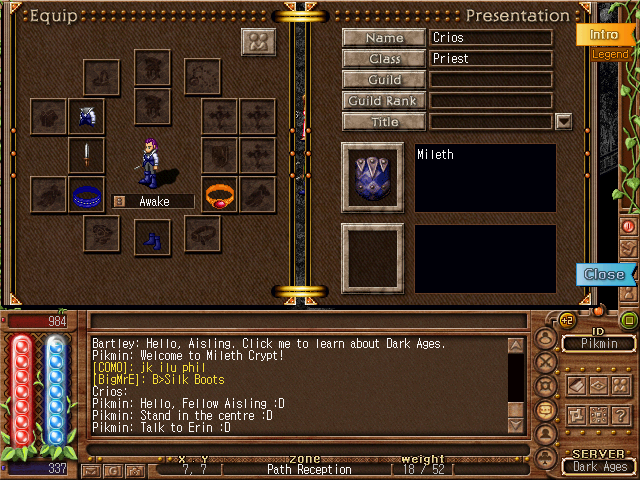 Equip
Presentation
Name Crios
Class Priest
Guild
Guild Rank
Title
Intro
Legend
Awake
Mileth
Close
984
Bartley: Hello, Aisling. Click me to learn about Dark Ages.
Pikmin: Welcome to Mileth Crypt!
[COMO]: jk ilu phil
[BigMrE]: B>Silk Boots
Crios:
Pikmin: Hello, Fellow Aisling :D
Pikmin: Stand in the centre :D
Pikmin: Talk to Erin :D
+2
ID
Pikmin
337
x, y zone weight
7, 7 Path Reception 18 / 52
SERVER
Dark Ages